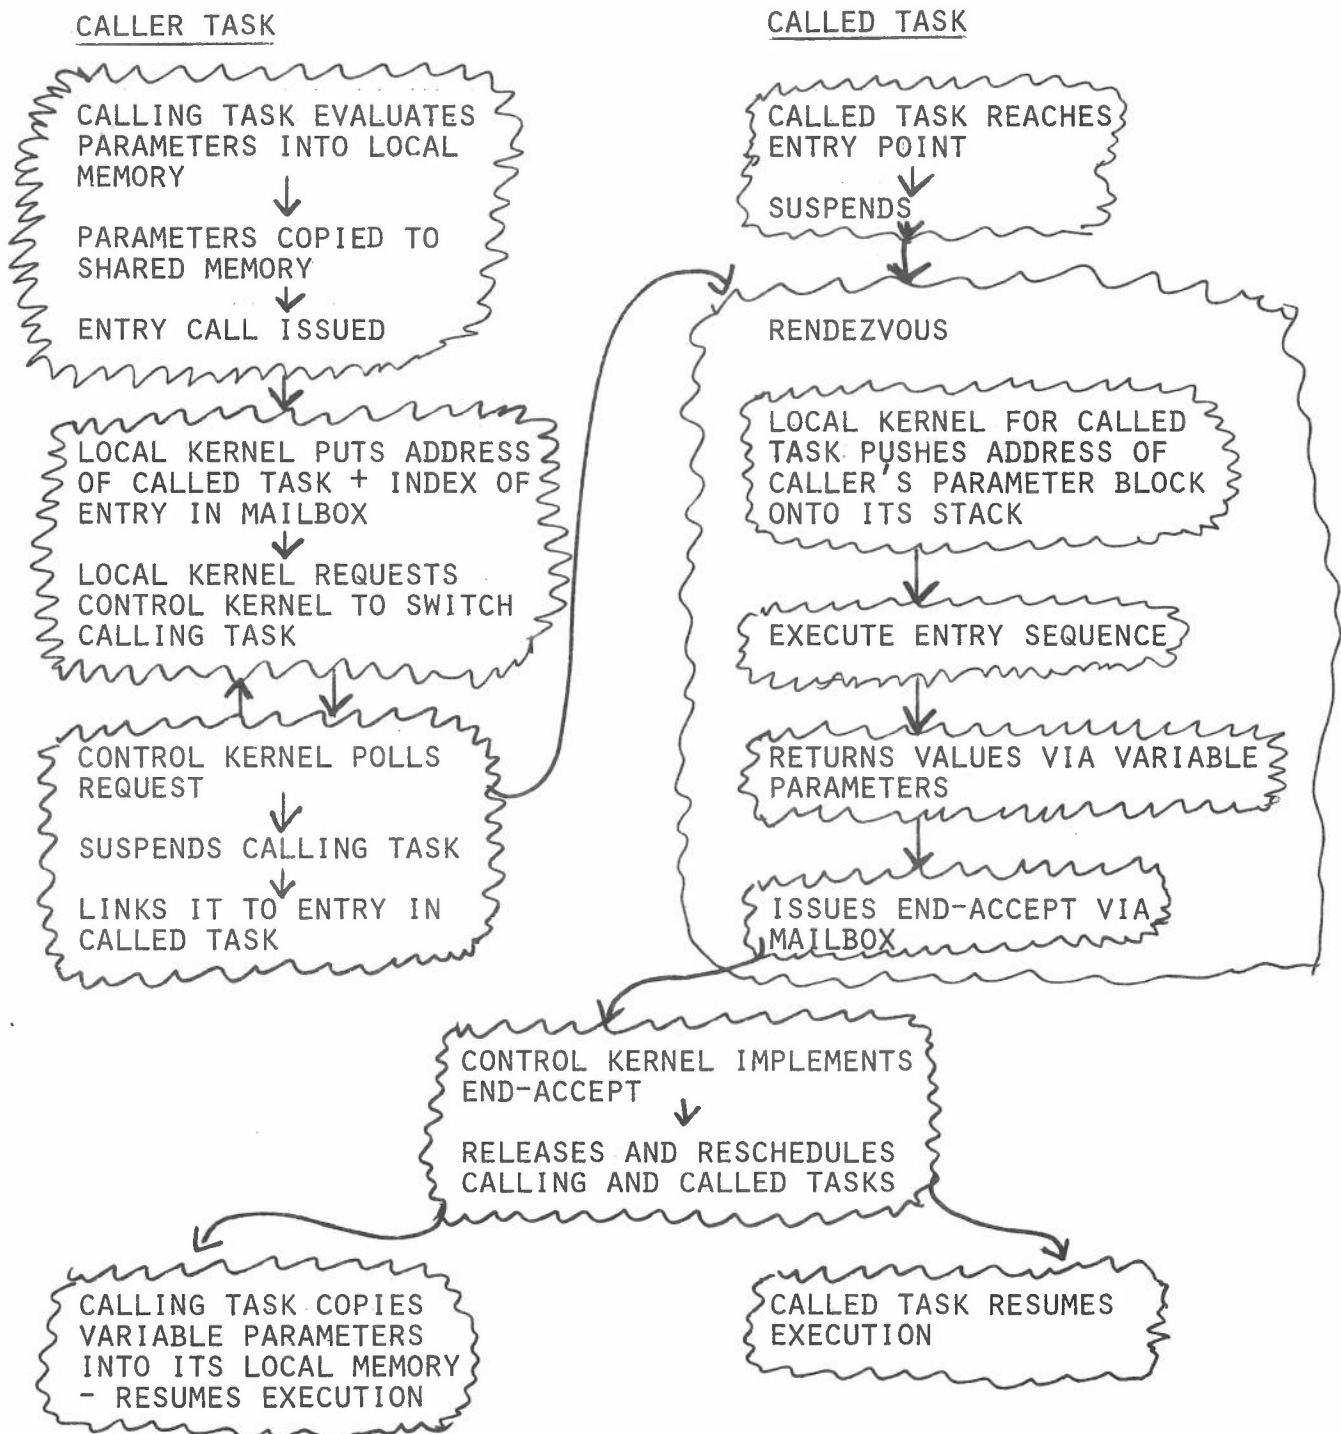 CALLER TASK
CALLING TASK EVALUATES
PARAMETERS INTO LOCAL
MEMORY
PARAMETERS COPIED TO
SHARED MEMORY
ENTRY CALL ISSUED
LOCAL KERNEL PUTS ADDRESS
OF CALLED TASK + INDEX OF
ENTRY IN MAILBOX
LOCAL KERNEL REQUESTS
CONTROL KERNEL TO SWITCH
CALLING TASK
CONTROL KERNEL POLLS
REQUEST
SUSPENDS CALLING TASK
LINKS IT TO ENTRY IN
CALLED TASK
CALLED TASK
CALLED TASK REACHES
ENTRY POINT
SUSPENDS
RENDEZVOUS
LOCAL KERNEL FOR CALLED
TASK PUSHES ADDRESS OF
CALLER'S PARAMETER BLOCK
ONTO ITS STACK
EXECUTE ENTRY SEQUENCE
RETURNS VALUES VIA VARIABLE
PARAMETERS
ISSUES END-ACCEPT VIA
MAILBOX
CONTROL KERNEL IMPLEMENTS
END-ACCEPT
RELEASES AND RESCHEDULES
CALLING AND CALLED TASKS
CALLING TASK COPIES
VARIABLE PARAMETERS
INTO ITS LOCAL MEMORY
- RESUMES EXECUTION
CALLED TASK RESUMES
EXECUTION